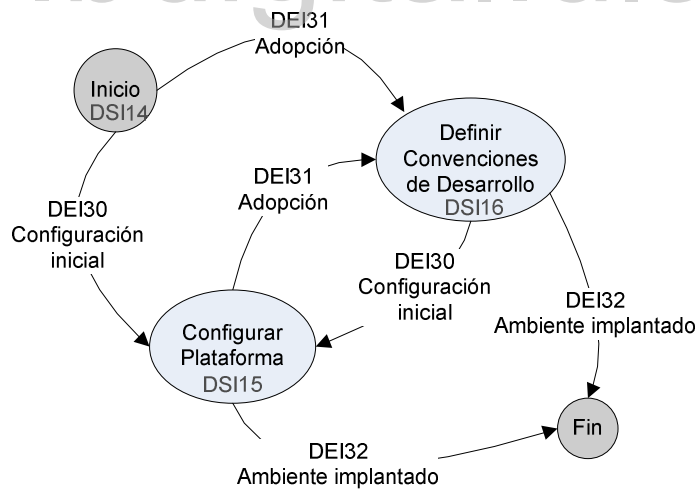 DEI31
Adopción
Inicio
DSI14
Definir
Convenciones
de Desarrollo
DSI16
DEI31
Adopción
DEI30
Configuración
inicial
DEI30
Configuración
inicial
DEI32
Ambiente implantado
Configurar
Plataforma
DSI15
Fin
DEI32
Ambiente implantado